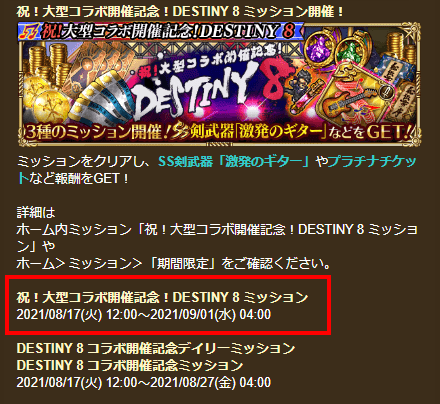 祝！大型コラボ開催記念！DESTINY 8 ミッション開催！
祝!大型コラボ開催記念!DESTINY 8
祝!大型コラボ開催記念!
DESTINY 8
3種のミッション開催! SS剣武器「激発のギター」などをGET!
ミッションをクリアし、SS剣武器「激発のギター」やプラチナチケッ
トなど報酬をGET！
詳細は
ホーム内ミッション「祝！大型コラボ開催記念！DESTINY 8 ミッショ
ン」や
ホーム＞ミッション＞「期間限定」をご確認ください。
祝！大型コラボ開催記念！DESTINY 8 ミッション
2021/08/17(火) 12:00～2021/09/01(水) 04:00
DESTINY 8 コラボ開催記念デイリーミッション
DESTINY 8 コラボ開催記念ミッション
2021/08/17(火) 12:00～2021/08/27(金) 04:00